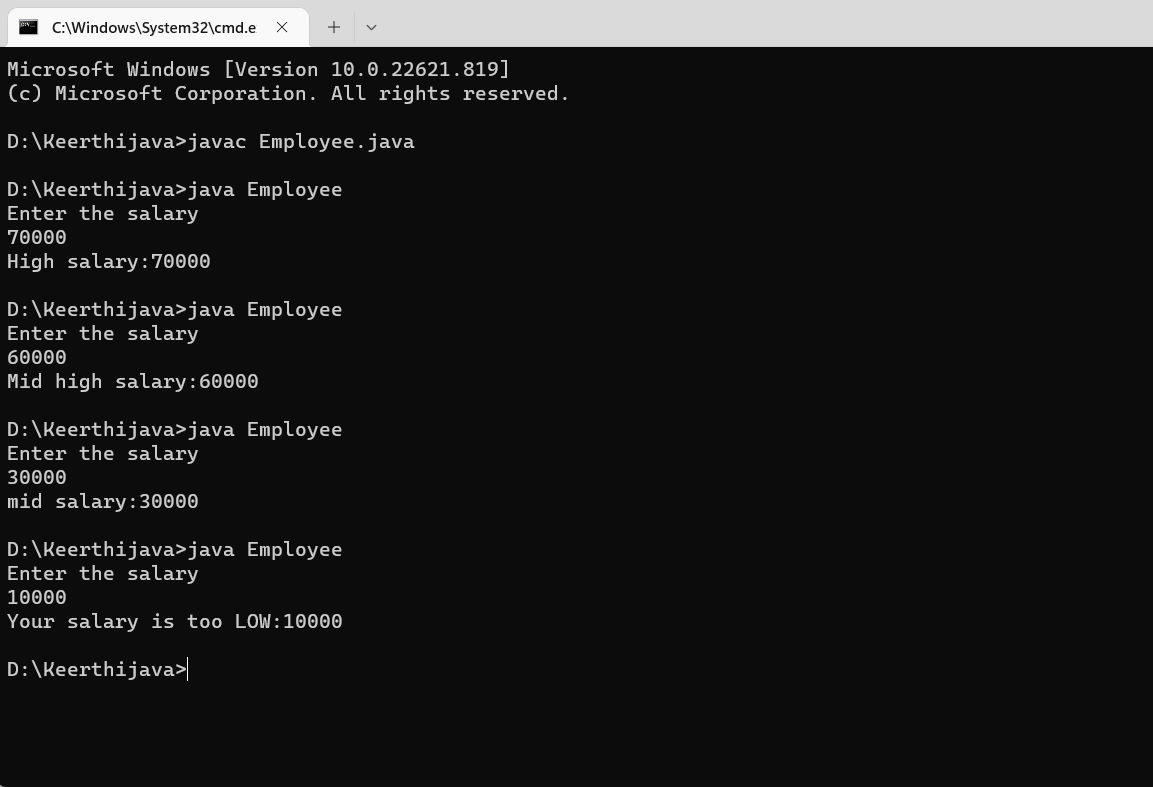 C:\Windows\System32\cmd.e
Microsoft Windows [Version 10.0.22621.819]
(c) Microsoft Corporation. All rights reserved.
D:\Keerthijava>javac Employee.java
D:\Keerthijava>java Employee
Enter the salary
70000
High salary:70000
D:\Keerthijava>java Employee
Enter the salary
60000
Mid high salary:60000
D:\Keerthijava>java Employee
Enter the salary
30000
mid salary:30000
D:\Keerthijava>java Employee
Enter the salary
10000
Your salary is too LOW:10000
D:\Keerthijava>